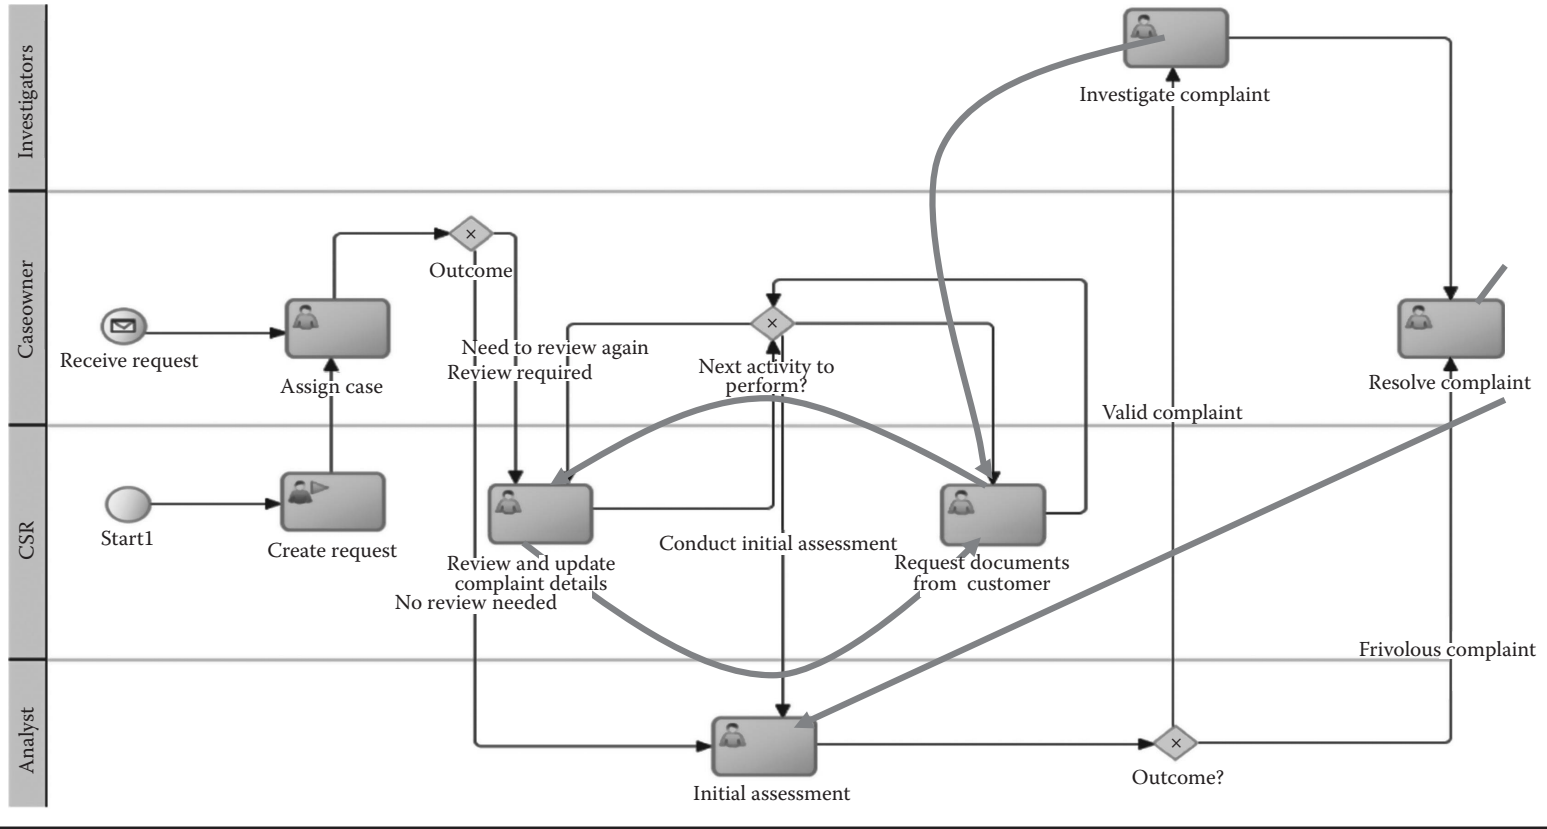 Investigators
Investigate complaint
Caseowner
Receive request
Assign case
Outcome
Need to review again
Review required
Next activity to
perform?
Valid complaint
Resolve complaint
CSR
Start1
Create request
Review and update
complaint details
No review needed
Conduct initial assessment
Request documents
from customer
Frivolous complaint
Analyst
Initial assessment
Outcome?